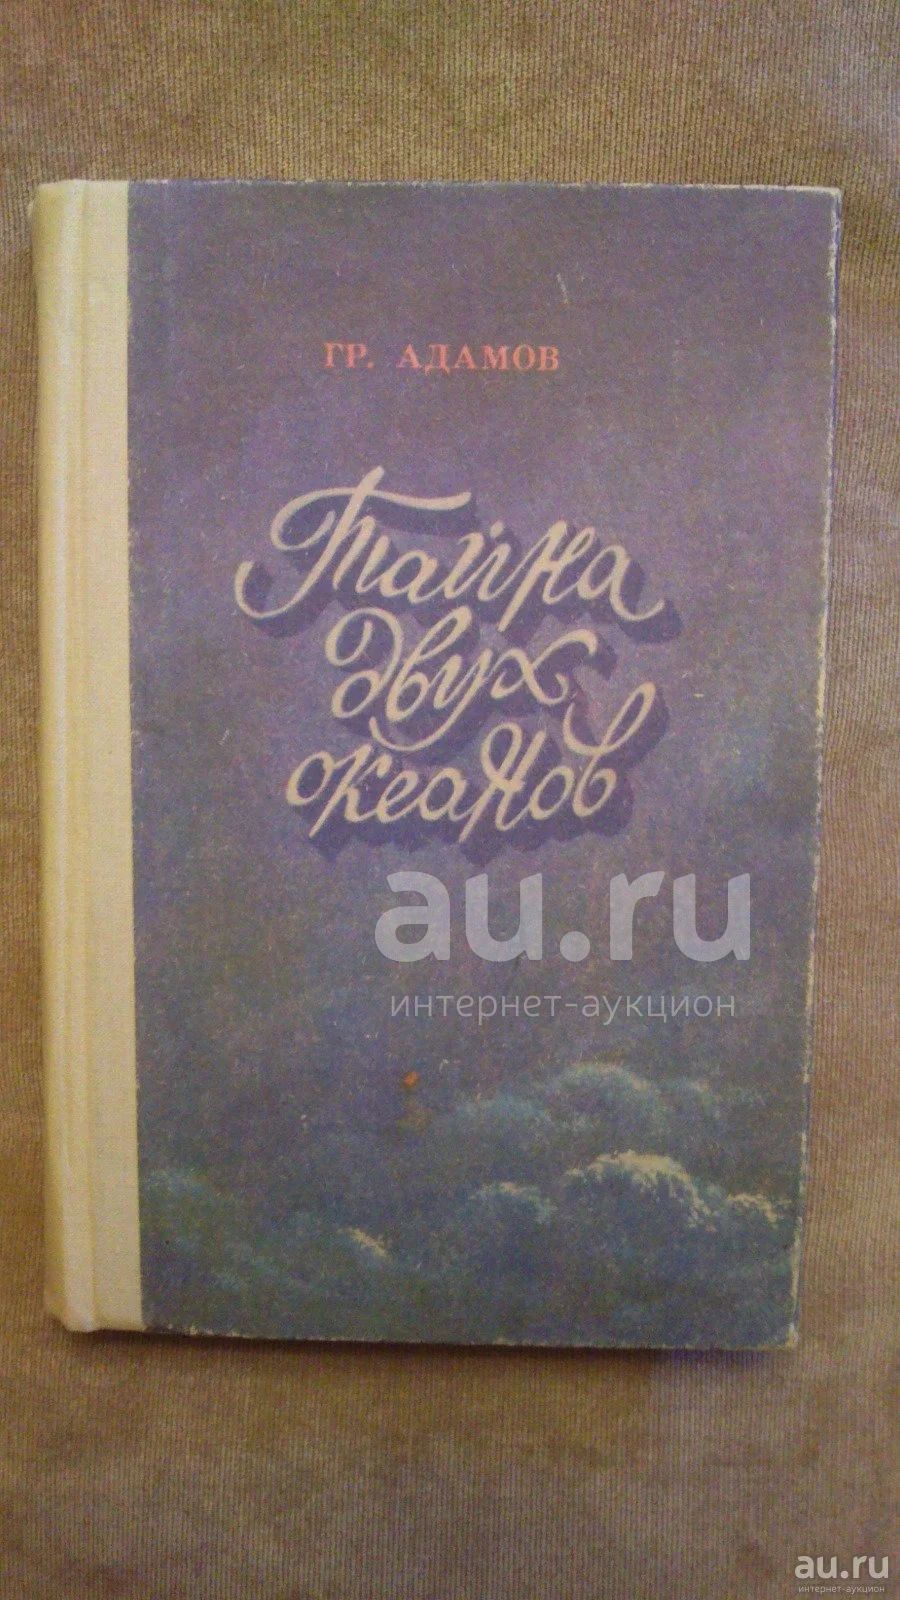 ГР. АДАМОВ
Тайна
двух
океанов
au.ru
интернет-аукцион
au.ru
интернет-аукцион